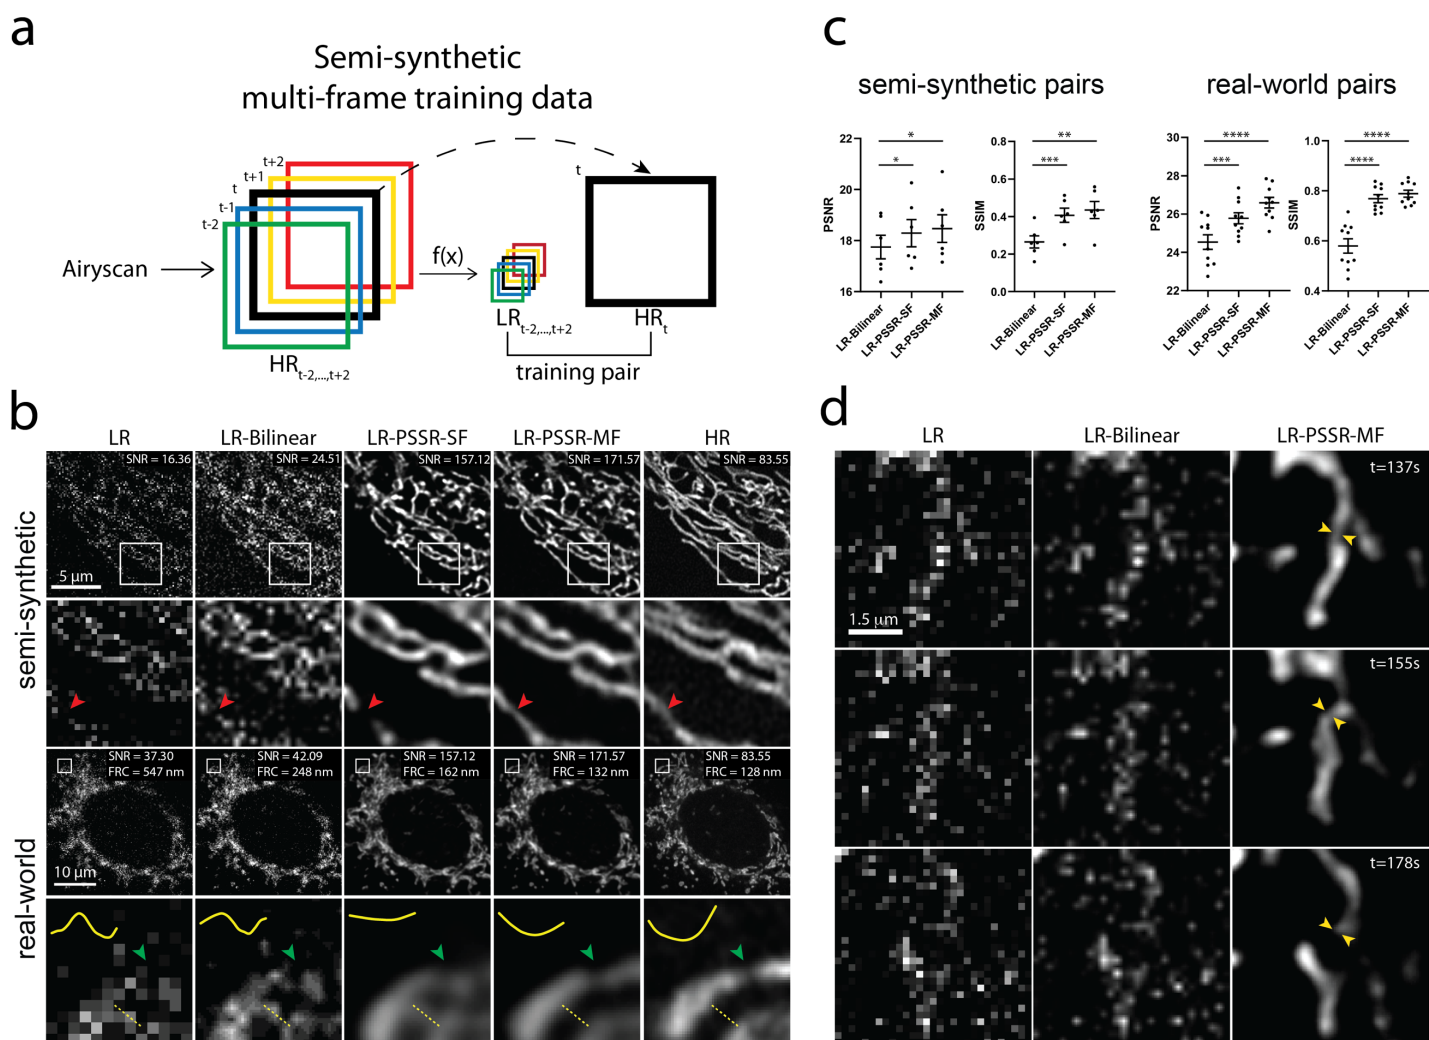 a
Semi-synthetic
multi-frame training data
t+2
t+1
t
t-1
t-2
Airyscan
f(x)
t
HR t-2,...,t+2
LR t-2,...,t+2
HR t
training pair
c
semi-synthetic pairs
real-world pairs
PSNR
22
20
18
16
*
*
LR-Bilinear
LR-PSSR-SF
LR-PSSR-MF
SSIM
0.8
0.6
0.4
0.2
0.0
**
***
LR-Bilinear
LR-PSSR-SF
LR-PSSR-MF
PSNR
30
28
26
24
22
****
***
LR-Bilinear
LR-PSSR-SF
LR-PSSR-MF
SSIM
1.0
0.8
0.6
0.4
****
****
LR-Bilinear
LR-PSSR-SF
LR-PSSR-MF
b
LR
LR-Bilinear
LR-PSSR-SF
LR-PSSR-MF
HR
semi-synthetic
SNR = 16.36
SNR = 24.51
SNR = 157.12
SNR = 171.57
SNR = 83.55
5 μm
real-world
SNR = 37.30
FRC = 547 nm
SNR = 42.09
FRC = 248 nm
SNR = 157.12
FRC = 162 nm
SNR = 171.57
FRC = 132 nm
SNR = 83.55
FRC = 128 nm
10 μm
d
LR
LR-Bilinear
LR-PSSR-MF
t=137s
1.5 μm
t=155s
t=178s